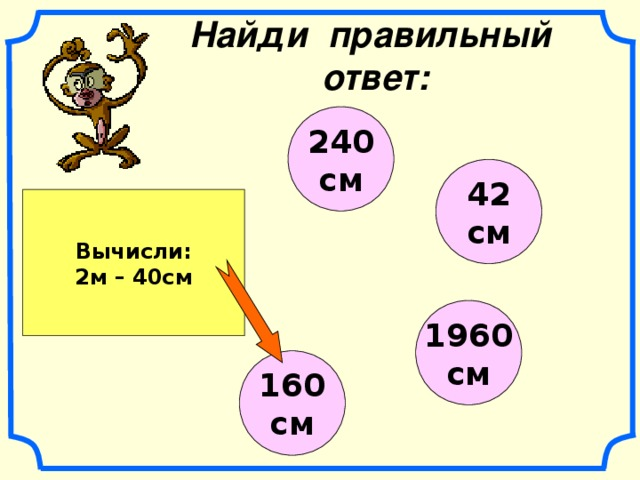 Найди правильный
ответ:
240
см
42
см
Вычисли:
2м – 40см
1960
см
160
см